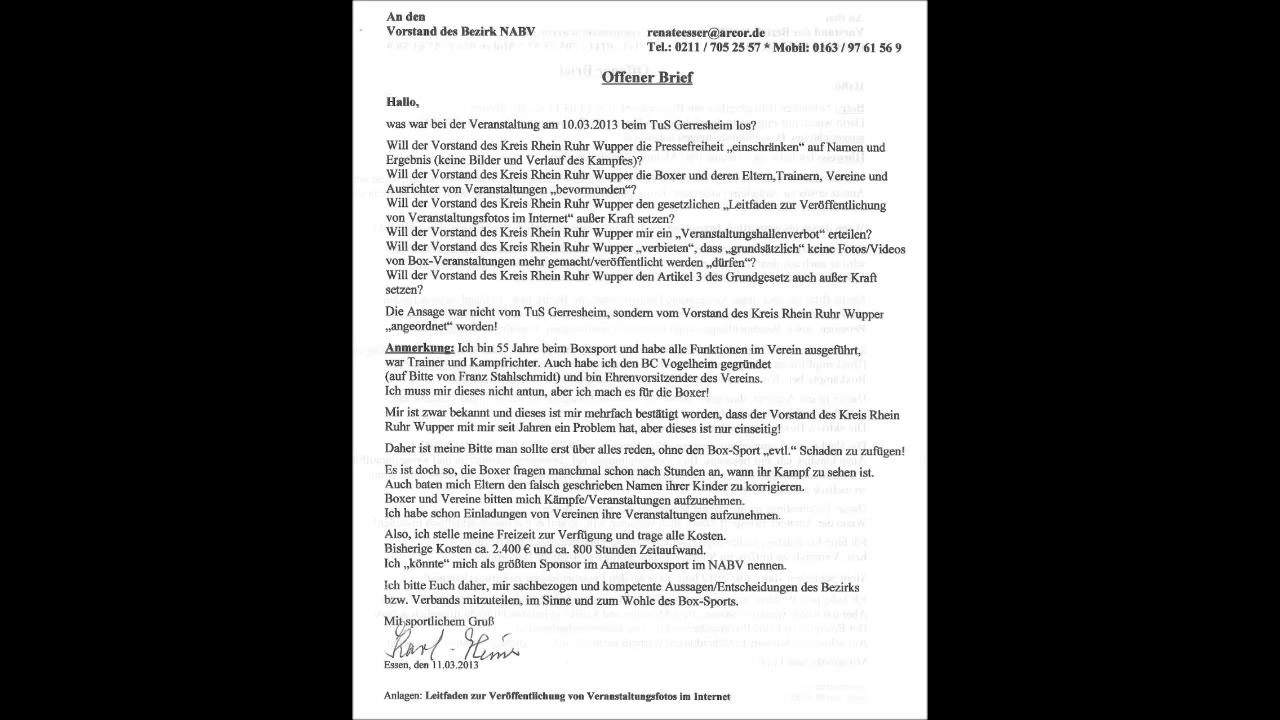 An den
Vorstand des Bezirk NABV
renateesser@arcor.de
Tel.: 0211 / 705 25 57 * Mobil: 0163 / 97 61 56 9
Offener Brief
Hallo,
was war bei der Veranstaltung am 10.03.2013 beim TuS Gerresheim los?
Will der Vorstand des Kreis Rhein Ruhr Wupper die Pressefreiheit „einschränken“ auf Namen und
Ergebnis (keine Bilder und Verlauf des Kampfes)?
Will der Vorstand des Kreis Rhein Ruhr Wupper die Boxer und deren Eltern,Trainern, Vereine und
Ausrichter von Veranstaltungen „bevormunden“?
Will der Vorstand des Kreis Rhein Ruhr Wupper den gesetzlichen „Leitfaden zur Veröffentlichung
von Veranstaltungsfotos im Internet“ außer Kraft setzen?
Will der Vorstand des Kreis Rhein Ruhr Wupper mir ein „Veranstaltungshallenverbot“ erteilen?
Will der Vorstand des Kreis Rhein Ruhr Wupper „verbieten“, dass „grundsätzlich“ keine Fotos/Videos
von Box-Veranstaltungen mehr gemacht/veröffentlicht werden „dürfen“?
Will der Vorstand des Kreis Rhein Ruhr Wupper den Artikel 3 des Grundgesetz auch außer Kraft
setzen?
Die Ansage war nicht vom TuS Gerresheim, sondern vom Vorstand des Kreis Rhein Ruhr Wupper
„angeordnet“ worden!
Anmerkung: Ich bin 55 Jahre beim Boxsport und habe alle Funktionen im Verein ausgeführt,
war Trainer und Kampfrichter. Auch habe ich den BC Vogelheim gegründet
(auf Bitte von Franz Stahlschmidt) und bin Ehrenvorsitzender des Vereins.
Ich muss mir dieses nicht antun, aber ich mach es für die Boxer!
Mir ist zwar bekannt und dieses ist mir mehrfach bestätigt worden, dass der Vorstand des Kreis Rhein
Ruhr Wupper mit mir seit Jahren ein Problem hat, aber dieses ist nur einseitig!
Daher ist meine Bitte man sollte erst über alles reden, ohne den Box-Sport „evtl.“ Schaden zu zufügen!
Es ist doch so, die Boxer fragen manchmal schon nach Stunden an, wann ihr Kampf zu sehen ist.
Auch baten mich Eltern den falsch geschrieben Namen ihrer Kinder zu korrigieren.
Boxer und Vereine bitten mich Kämpfe/Veranstaltungen aufzunehmen.
Ich habe schon Einladungen von Vereinen ihre Veranstaltungen aufzunehmen.
Also, ich stelle meine Freizeit zur Verfügung und trage alle Kosten.
Bisherige Kosten ca. 2.400 € und ca. 800 Stunden Zeitaufwand.
Ich „könnte“ mich als größten Sponsor im Amateurboxsport im NABV nennen.
Ich bitte Euch daher, mir sachbezogen und kompetente Aussagen/Entscheidungen des Bezirks
bzw. Verbands mitzuteilen, im Sinne und zum Wohle des Box-Sports.
Mit sportlichem Gruß
Karl-Heinz
Essen, den 11.03.2013
Anlagen: Leitfaden zur Veröffentlichung von Veranstaltungsfotos im Internet